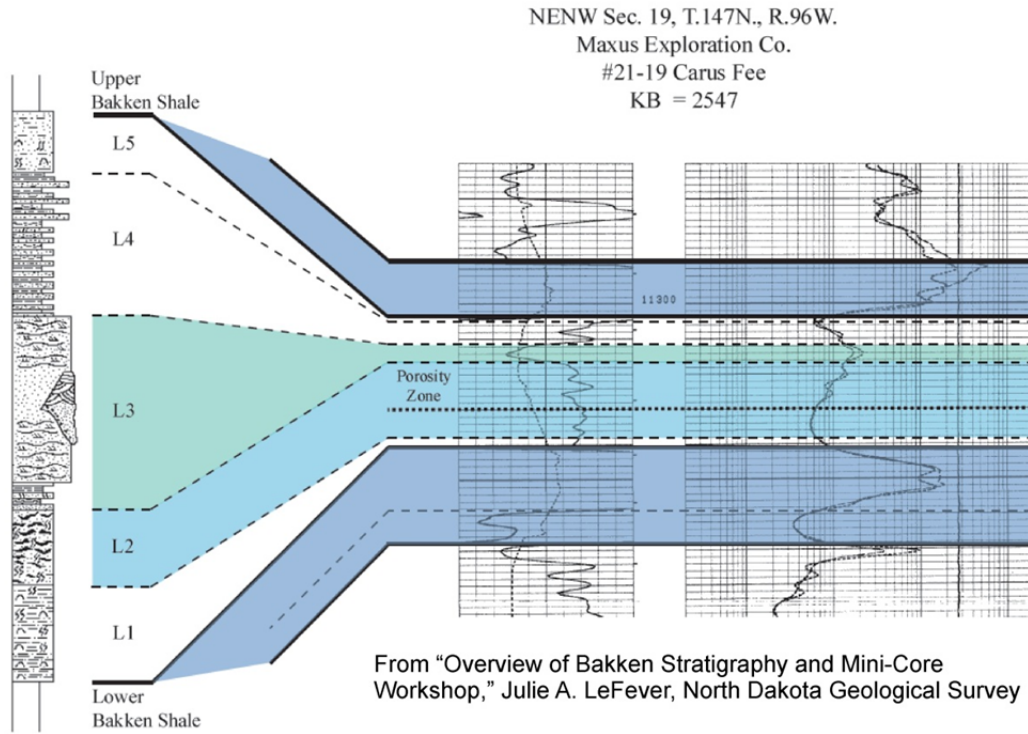 NENW Sec. 19, T.147N., R.96W.
Maxus Exploration Co.
#21-19 Carus Fee
KB = 2547
Upper
Bakken Shale
L5
L4
11300
Porosity
Zone
L3
L2
L1
Lower
Bakken Shale
From “Overview of Bakken Stratigraphy and Mini-Core
Workshop,” Julie A. LeFever, North Dakota Geological Survey